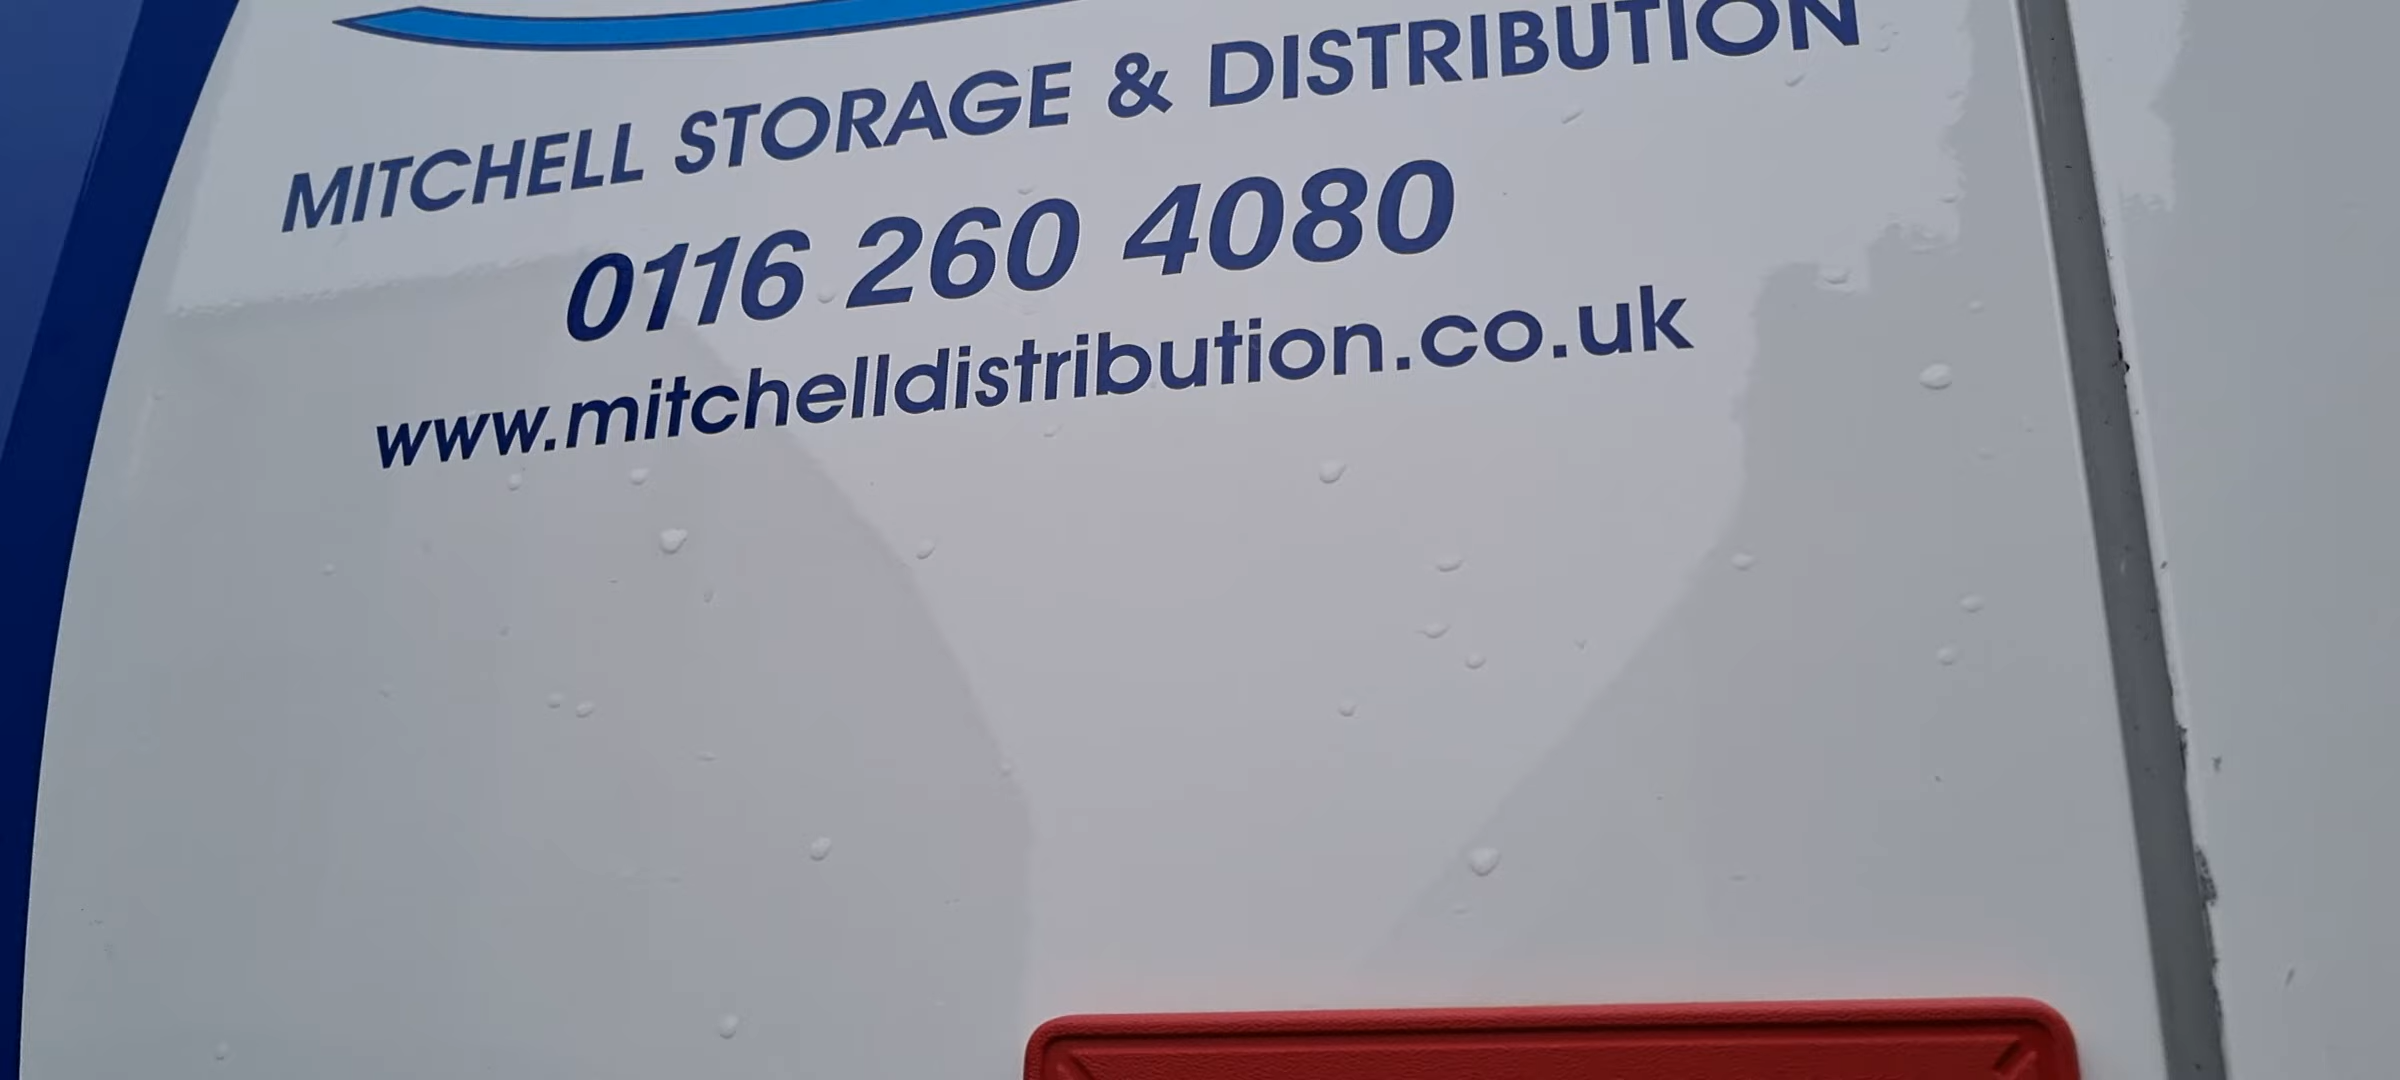 MITCHELL STORAGE & DISTRIBUTION
0116 260 4080
www.mitchelldistribution.co.uk